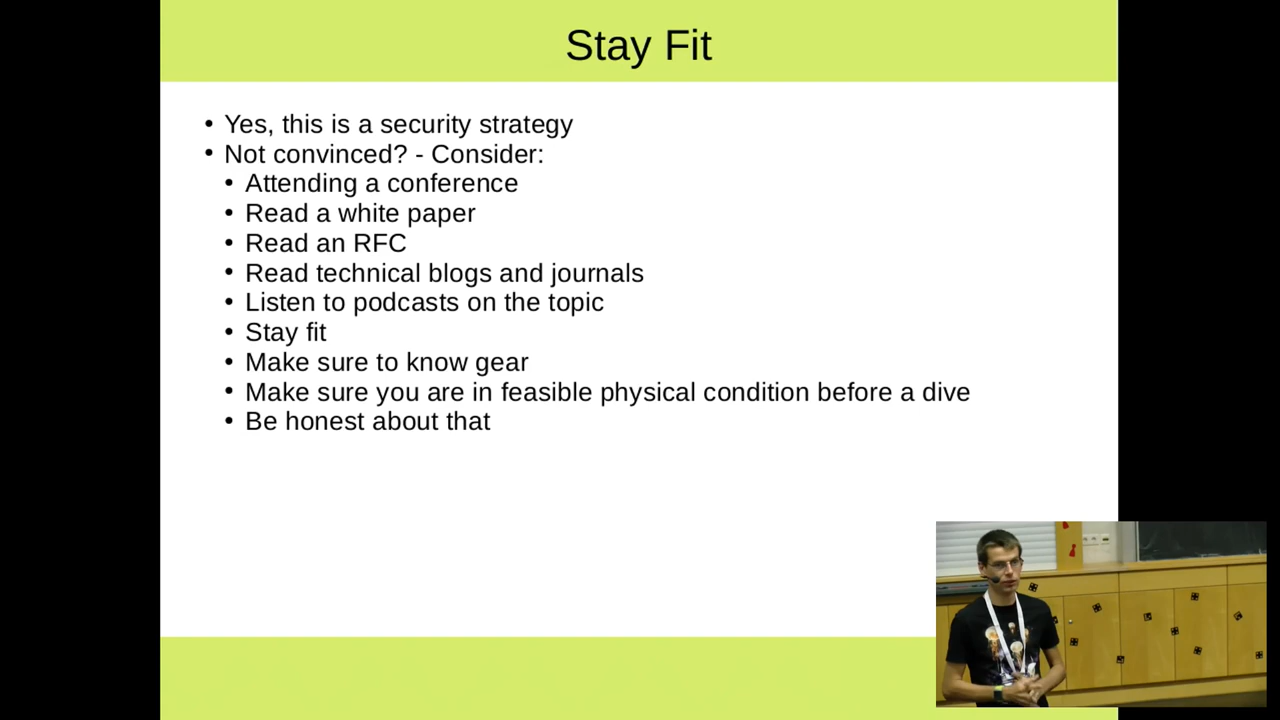 Stay Fit
• Yes, this is a security strategy
• Not convinced? - Consider:
• Attending a conference
• Read a white paper
• Read an RFC
• Read technical blogs and journals
• Listen to podcasts on the topic
• Stay fit
• Make sure to know gear
• Make sure you are in feasible physical condition before a dive
• Be honest about that